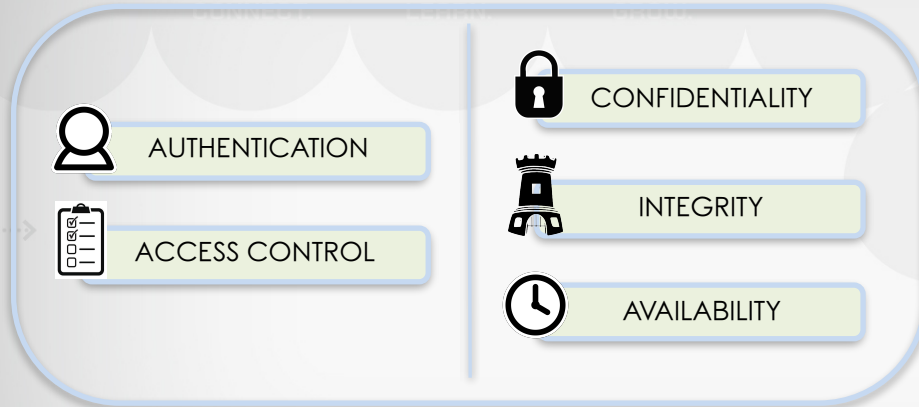 AUTHENTICATION
ACCESS CONTROL
CONFIDENTIALITY
INTEGRITY
AVAILABILITY